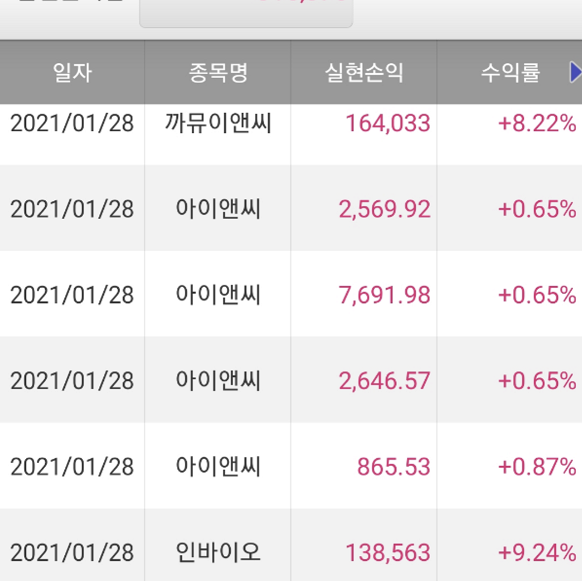 일자 종목명 실현손익 수익률
2021/01/28 까뮤이앤씨 164,033 +8.22%
2021/01/28 아이앤씨 2,569.92 +0.65%
2021/01/28 아이앤씨 7,691.98 +0.65%
2021/01/28 아이앤씨 2,646.57 +0.65%
2021/01/28 아이앤씨 865.53 +0.87%
2021/01/28 인바이오 138,563 +9.24%